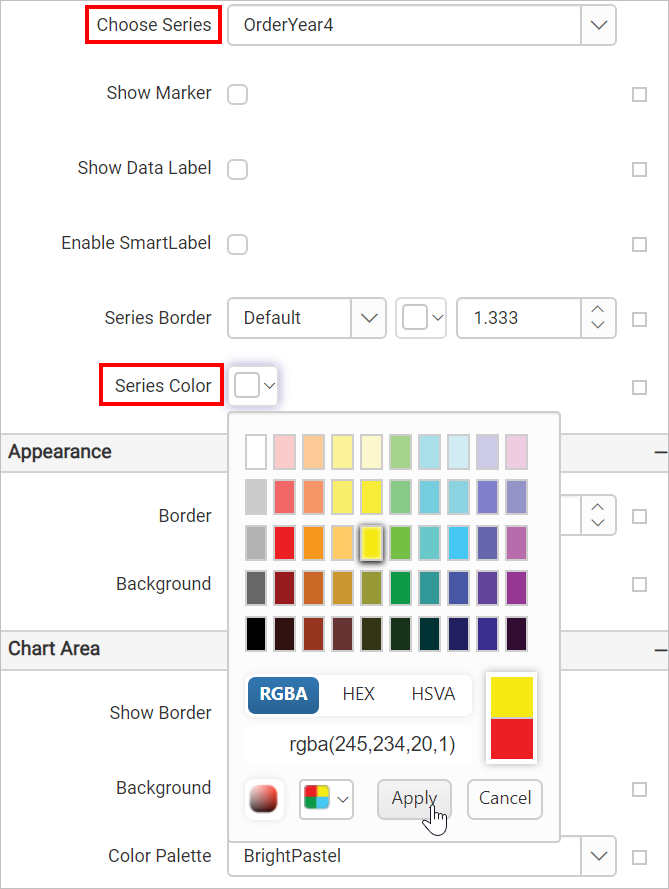 Choose Series OrderYear4
Show Marker
Show Data Label
Enable SmartLabel
Series Border Default 1.333
Series Color
Appearance
Border
Background
Chart Area
RGBA HEX HSVA
Show Border
rgba(245,234,20,1)
Background Apply Cancel
Color Palette BrightPastel